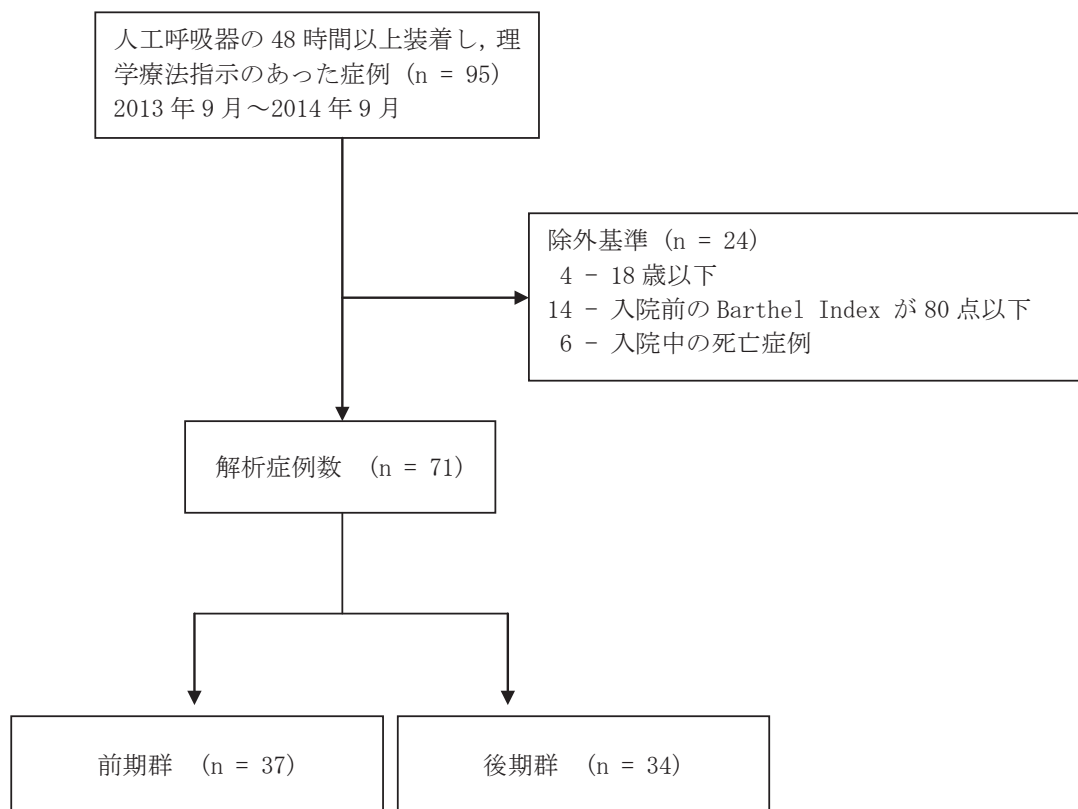 人工呼吸器の 48 時間以上装着し, 理
学療法指示のあった症例 (n = 95)
2013 年 9 月～2014 年 9 月
除外基準 (n = 24)
4 - 18 歳以下
14 - 入院前の Barthel Index が 80 点以下
6 - 入院中の死亡症例
解析症例数 (n = 71)
前期群 (n = 37)
後期群 (n = 34)